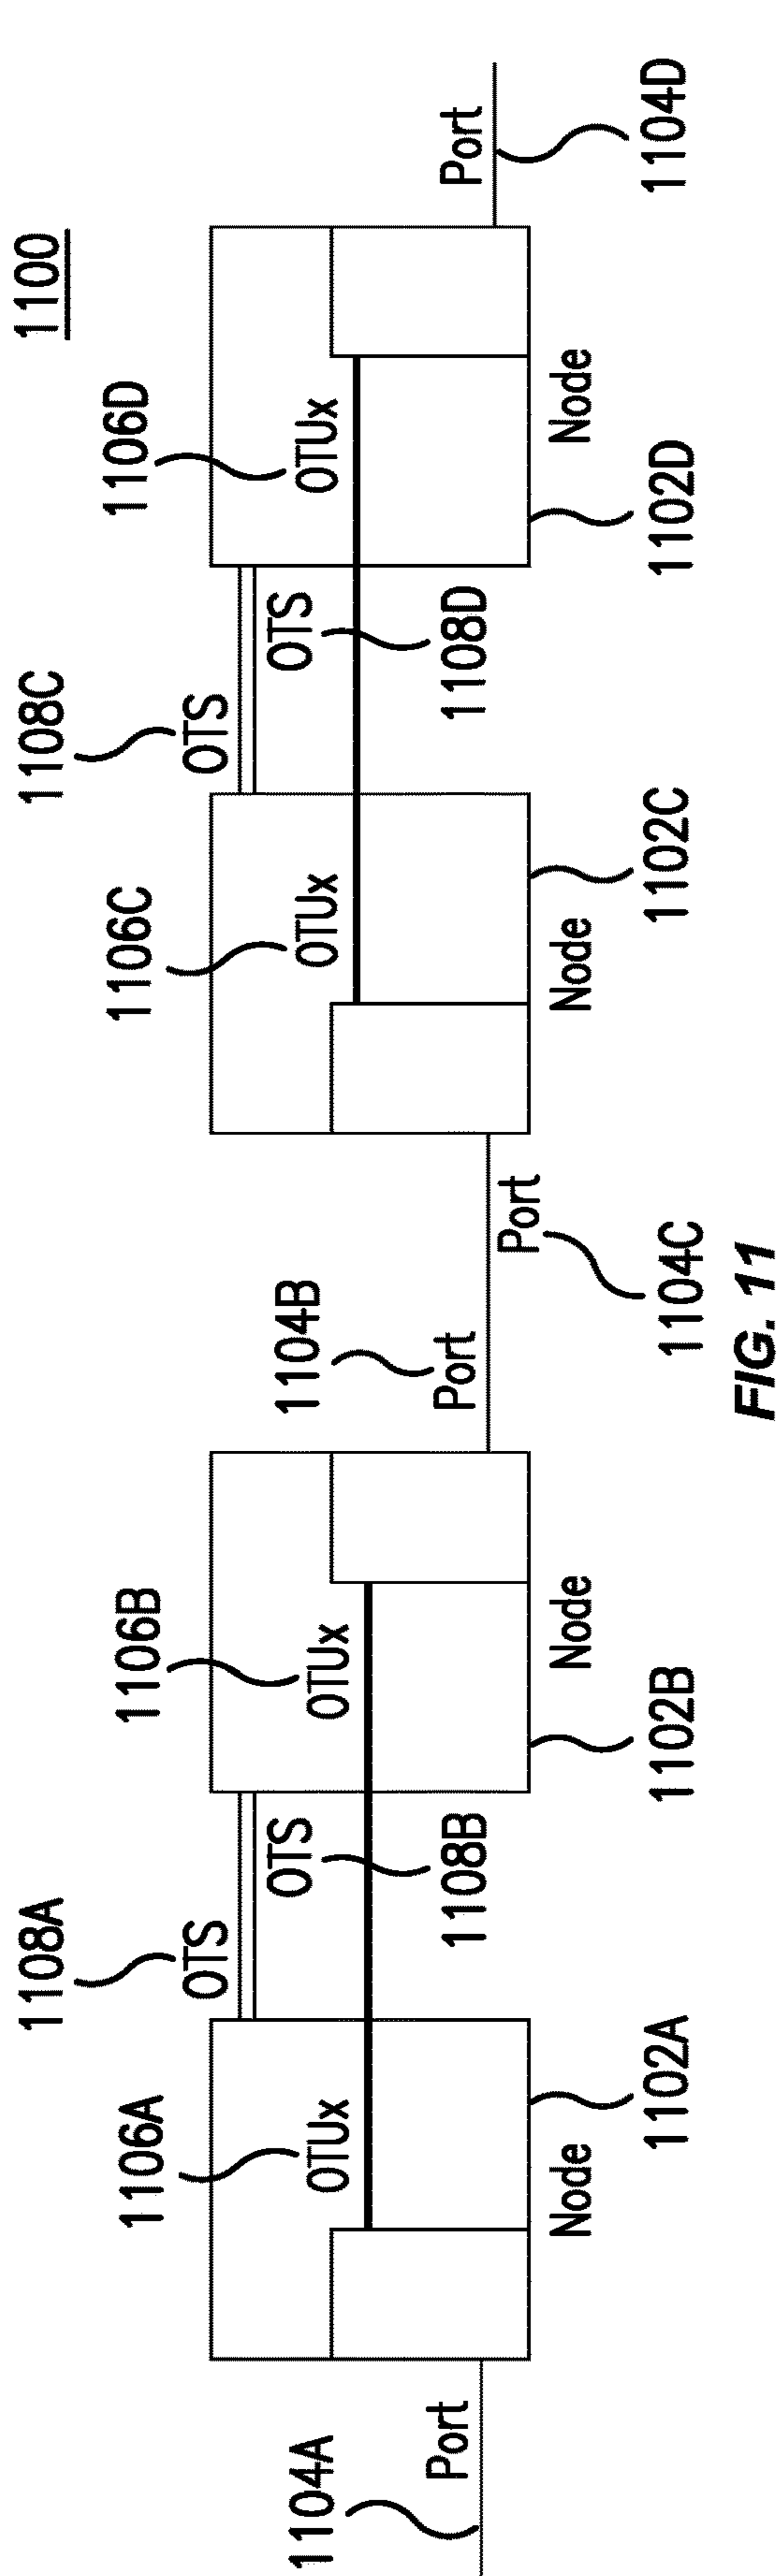 1100
1108A
1108C
1106A
1106B
1106C
1106D
OTS
OTS
1104A
Port
OTUx
OTS
1108B
OTUx
1104B
Port
OTUx
OTS
1108D
OTUx
Port
1104D
Port
1104C
Node
1102A
Node
1102B
Node
1102C
Node
1102D
FIG. 11